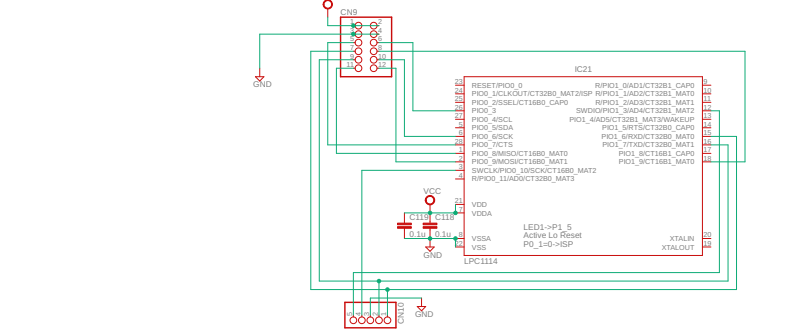 CN9
1 2
3 4
5 6
7 8
9 10
11 12
GND
IC21
23 RESET/PIO0_0 R/PIO1_0/AD1/CT32B1_CAP0 9
24 PIO0_1/CLKOUT/CT32B0_MAT2/ISP R/PIO1_1/AD2/CT32B1_MAT0 10
25 PIO0_2/SSEL/CT16B0_CAP0 R/PIO1_2/AD3/CT32B1_MAT1 11
26 PIO0_3 SWDIO/PIO1_3/AD4/CT32B1_MAT2 12
27 PIO0_4/SCL PIO1_4/AD5/CT32B1_MAT3/WAKEUP 13
5 PIO0_5/SDA PIO1_5/RTS/CT32B0_CAP0 14
6 PIO0_6/SCK PIO1_6/RXD/CT32B0_MAT0 15
28 PIO0_7/CTS PIO1_7/TXD/CT32B0_MAT1 16
1 PIO0_8/MISO/CT16B0_MAT0 PIO1_8/CT16B1_CAP0 17
2 PIO0_9/MOSI/CT16B0_MAT1 PIO1_9/CT16B1_MAT0 18
3 SWCLK/PIO0_10/SCK/CT16B0_MAT2
4 R/PIO0_11/AD0/CT32B0_MAT3
VCC
21 VDD
7 VDDA
C119 C118
0.1u 0.1u
LED1->P1_5
Active Lo Reset
P0_1=0->ISP
8 VSSA
22 VSS
XTALIN 20
XTALOUT 19
GND
LPC1114
5 4 3 2 1
CN10
GND